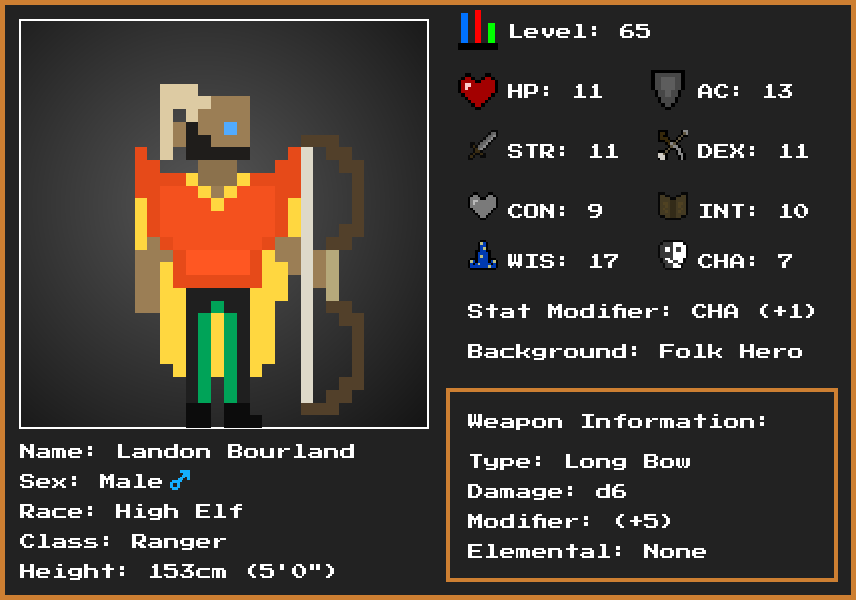 Level: 65
HP: 11
AC: 13
STR: 11
DEX: 11
CON: 9
INT: 10
WIS: 17
CHA: 7
Stat Modifier: CHA (+1)
Background: Folk Hero
Weapon Information:
Type: Long Bow
Damage: d6
Modifier: (+5)
Elemental: None
Name: Landon Bourland
Sex: Male ♂
Race: High Elf
Class: Ranger
Height: 153cm (5'0")